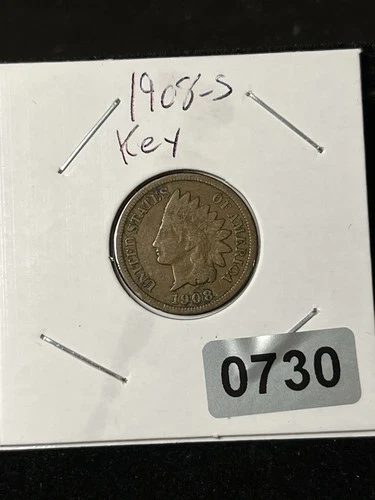 1908-S
Key
UNITED STATES OF AMERICA
1908
0730